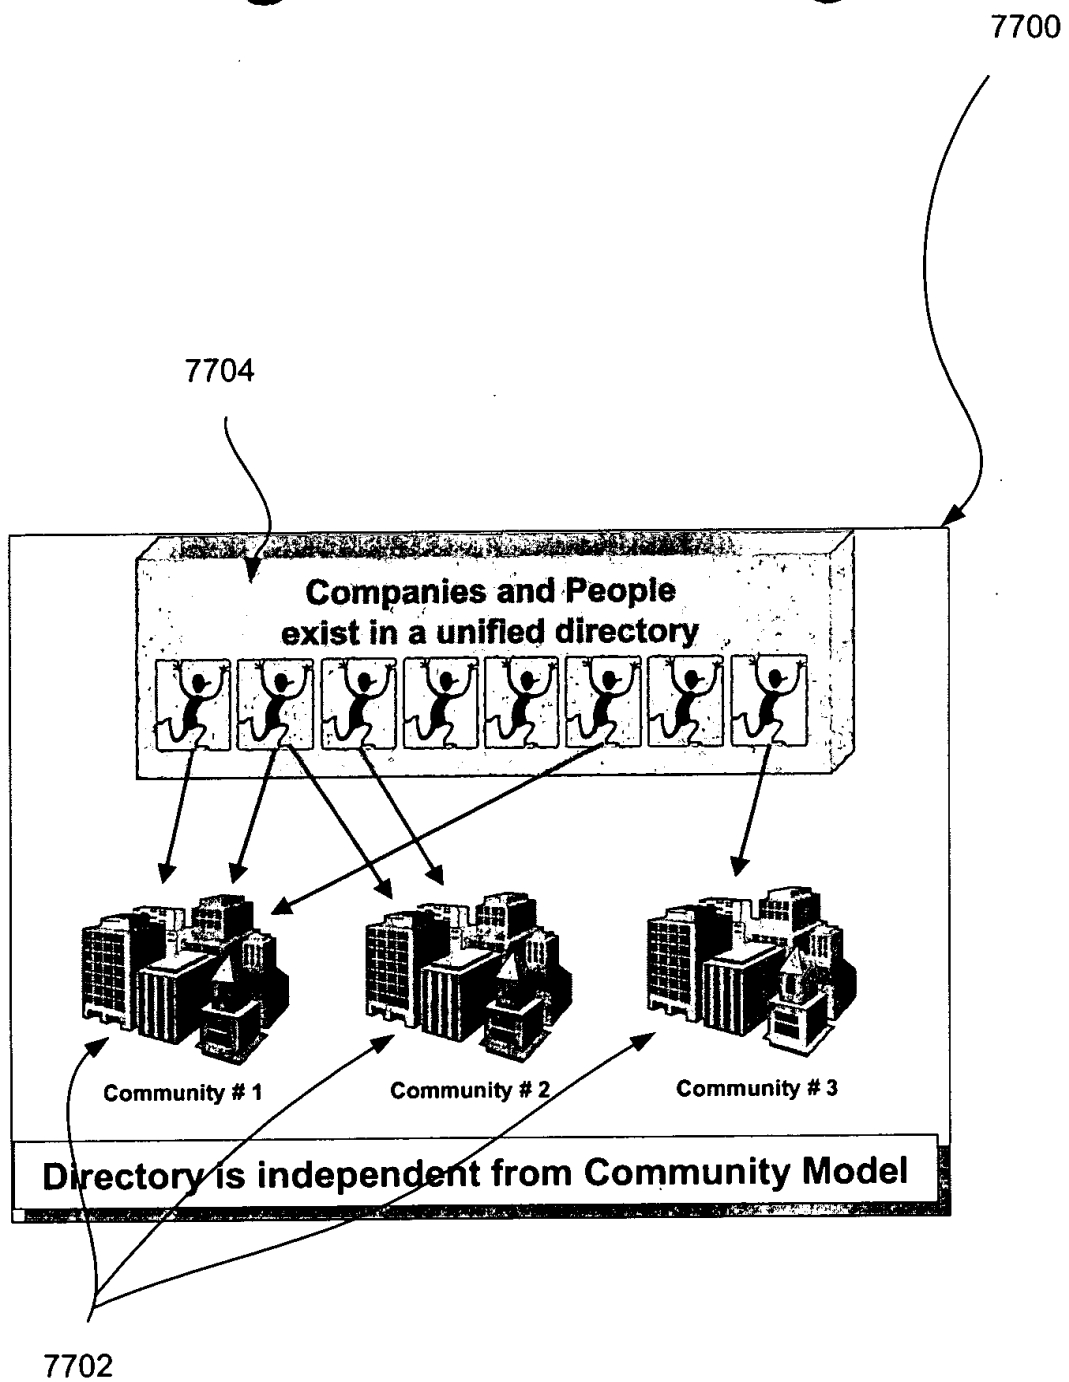 7700
7704
Companies and People
exist in a unified directory
Community # 1
Community # 2
Community # 3
Directory is independent from Community Model
7702